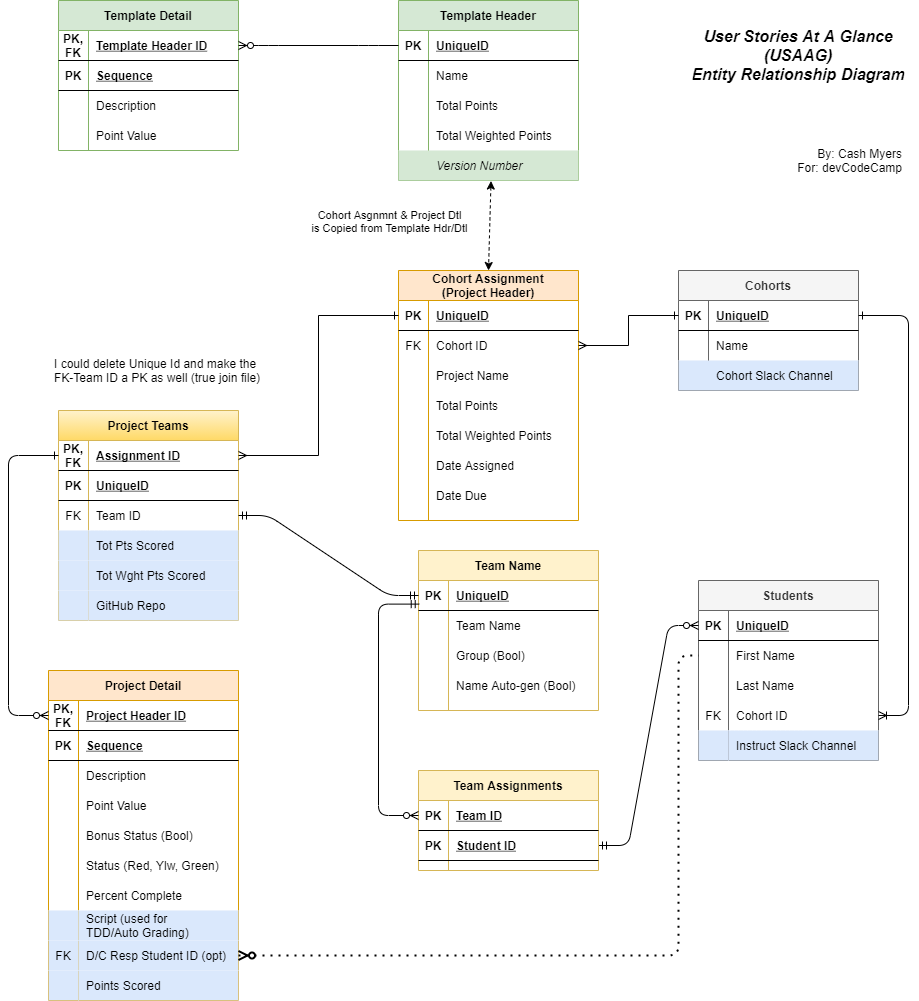 Template Detail
PK,
FK
Template Header ID
PK
Sequence
Description
Point Value
Template Header
PK
UniqueID
Name
Total Points
Total Weighted Points
Version Number
User Stories At A Glance
(USAAG)
Entity Relationship Diagram
By: Cash Myers
For: devCodeCamp
Cohort Asgnmnt & Project Dtl
is Copied from Template Hdr/Dtl
Cohort Assignment
(Project Header)
PK
UniqueID
FK
Cohort ID
Project Name
Total Points
Total Weighted Points
Date Assigned
Date Due
Cohorts
PK
UniqueID
Name
Cohort Slack Channel
I could delete Unique Id and make the
FK-Team ID a PK as well (true join file)
Project Teams
PK,
FK
Assignment ID
PK
UniqueID
FK
Team ID
Tot Pts Scored
Tot Wght Pts Scored
GitHub Repo
Team Name
PK
UniqueID
Team Name
Group (Bool)
Name Auto-gen (Bool)
Students
PK
UniqueID
First Name
Last Name
FK
Cohort ID
Instruct Slack Channel
Project Detail
PK,
FK
Project Header ID
PK
Sequence
Description
Point Value
Bonus Status (Bool)
Status (Red, Ylw, Green)
Percent Complete
Script (used for
TDD/Auto Grading)
FK
D/C Resp Student ID (opt)
Points Scored
Team Assignments
PK
Team ID
PK
Student ID